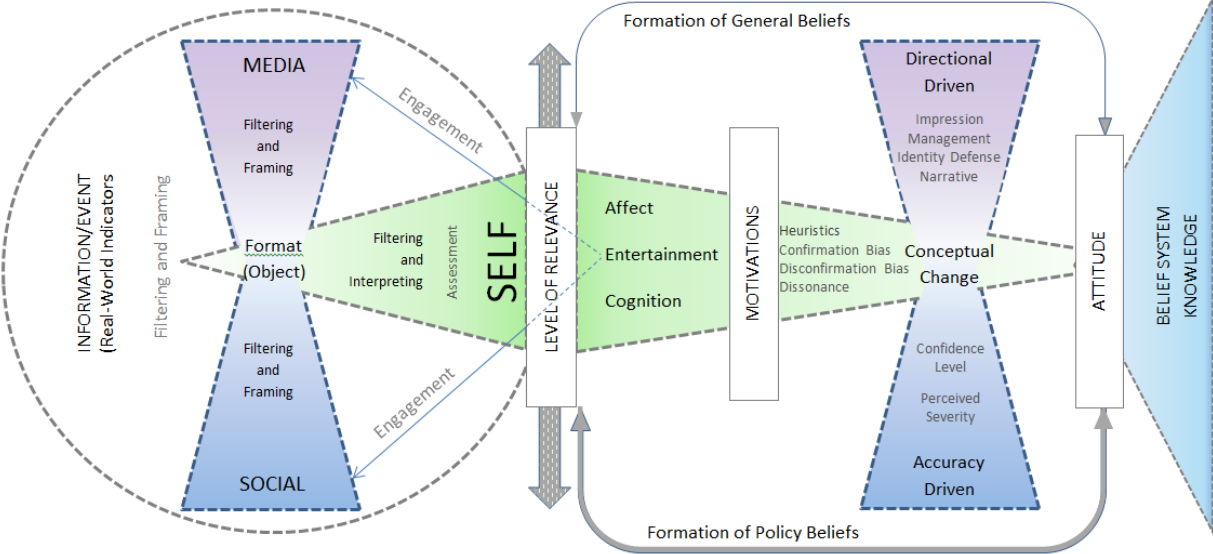 Formation of General Beliefs
INFORMATION/EVENT
(Real-World Indicators
Filtering and Framing
MEDIA
Filtering
and
Framing
Format
(Object)
Filtering
and
Framing
SOCIAL
Engagement
Engagement
Filtering
and
Interpreting
Assessment
SELF
LEVEL OF RELEVANCE
Affect
Entertainment
Cognition
MOTIVATIONS
Heuristics
Confirmation Bias
Disconfirmation Bias
Dissonance
Directional
Driven
Impression
Management
Identity Defense
Narrative
Conceptual
Change
Confidence
Level
Perceived
Severity
Accuracy
Driven
ATTITUDE
BELIEF SYSTEM
KNOWLEDGE
Formation of Policy Beliefs